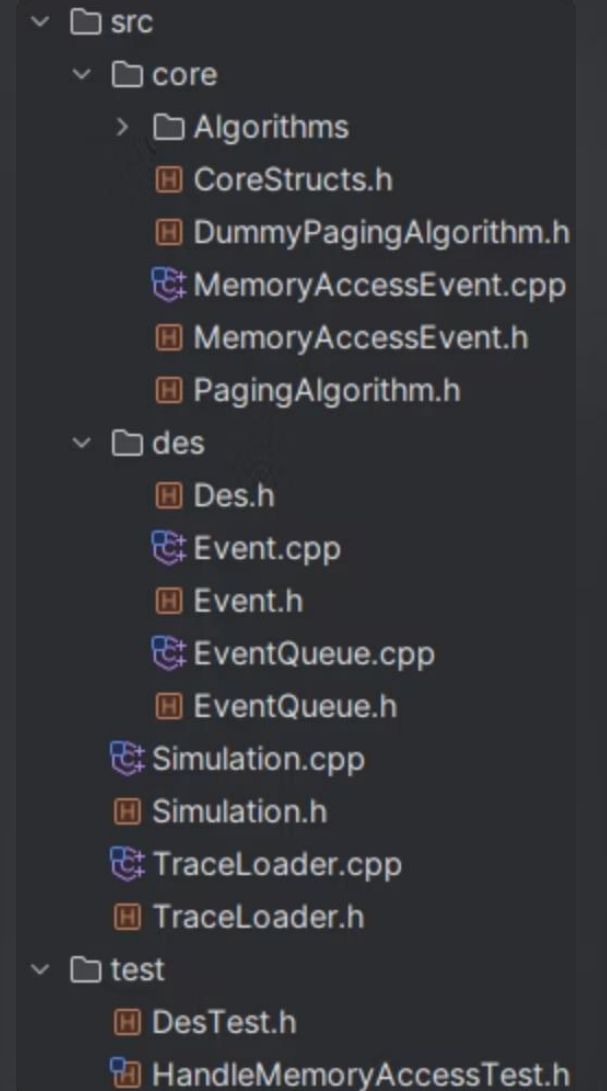 src
core
Algorithms
CoreStructs.h
DummyPagingAlgorithm.h
MemoryAccessEvent.cpp
MemoryAccessEvent.h
PagingAlgorithm.h
des
Des.h
Event.cpp
Event.h
EventQueue.cpp
EventQueue.h
Simulation.cpp
Simulation.h
TraceLoader.cpp
TraceLoader.h
test
DesTest.h
HandleMemoryAccessTest.h